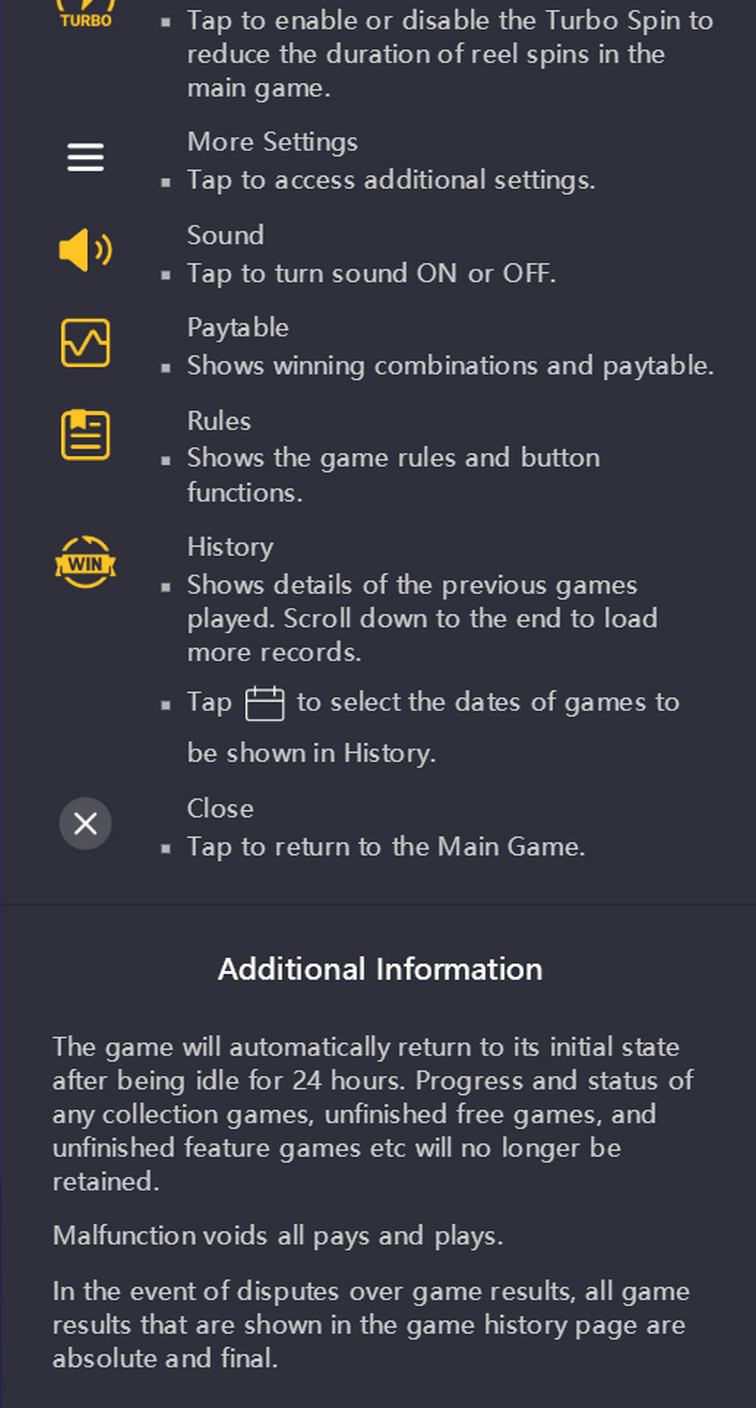 TURBO
▪ Tap to enable or disable the Turbo Spin to
reduce the duration of reel spins in the
main game.
More Settings
▪ Tap to access additional settings.
Sound
▪ Tap to turn sound ON or OFF.
Paytable
▪ Shows winning combinations and paytable.
Rules
▪ Shows the game rules and button
functions.
WIN
History
▪ Shows details of the previous games
played. Scroll down to the end to load
more records.
▪ Tap to select the dates of games to
be shown in History.
Close
▪ Tap to return to the Main Game.
Additional Information
The game will automatically return to its initial state
after being idle for 24 hours. Progress and status of
any collection games, unfinished free games, and
unfinished feature games etc will no longer be
retained.
Malfunction voids all pays and plays.
In the event of disputes over game results, all game
results that are shown in the game history page are
absolute and final.